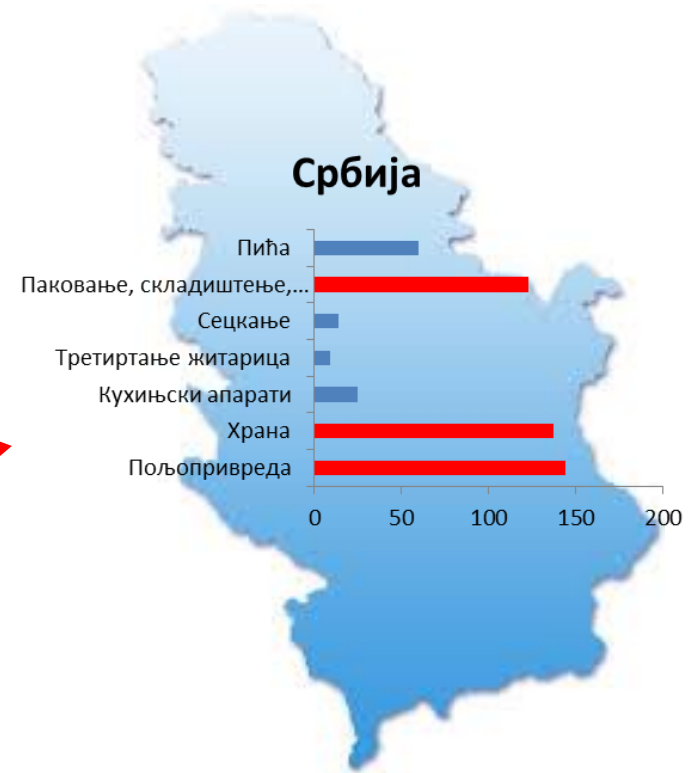 Србија
Пића
Паковање, складиштење,...
Сецкање
Третиртање житарица
Кухињски апарати
Храна
Пољопривреда
0 50 100 150 200